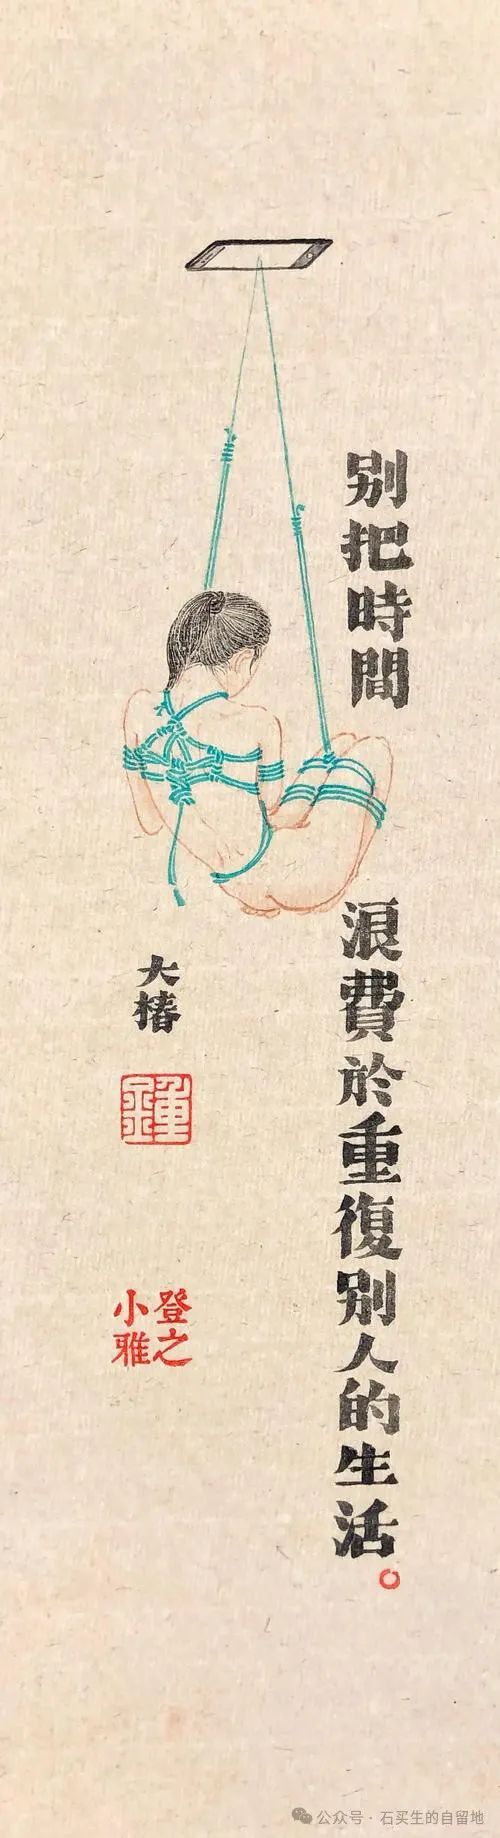 别把時間
浪費於重復别人的生活。
大椿
鍾
登之
小雅
公众号·石买生的自留地